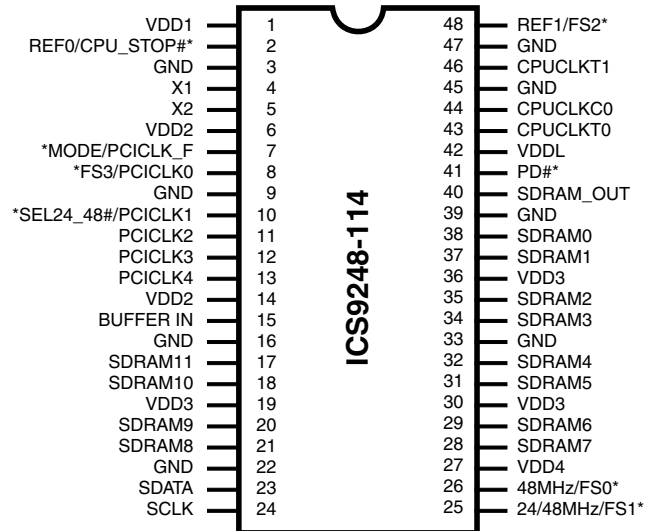 VDD1 1 48 REF1/FS2*
REF0/CPU_STOP#* 2 47 GND
GND 3 46 CPUCLKT1
X1 4 45 GND
X2 5 44 CPUCLKC0
VDD2 6 43 CPUCLKT0
*MODE/PCICLK_F 7 42 VDDL
*FS3/PCICLK0 8 41 PD#*
GND 9 40 SDRAM_OUT
*SEL24_48#/PCICLK1 10 39 GND
PCICLK2 11 38 SDRAM0
PCICLK3 12 37 SDRAM1
PCICLK4 13 36 VDD3
VDD2 14 35 SDRAM2
BUFFER IN 15 34 SDRAM3
GND 16 33 GND
SDRAM11 17 32 SDRAM4
SDRAM10 18 31 SDRAM5
VDD3 19 30 VDD3
SDRAM9 20 29 SDRAM6
SDRAM8 21 28 SDRAM7
GND 22 27 VDD4
SDATA 23 26 48MHz/FS0*
SCLK 24 25 24/48MHz/FS1*
ICS9248-114